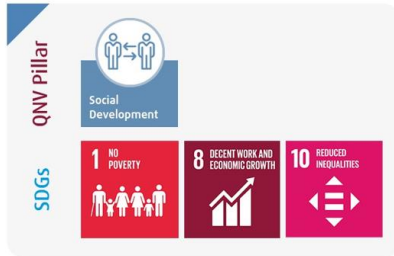 QNV Pillar
Social
Development
SDGs
1 NO
POVERTY
8 DECENT WORK AND
ECONOMIC GROWTH
10 REDUCED
INEQUALITIES